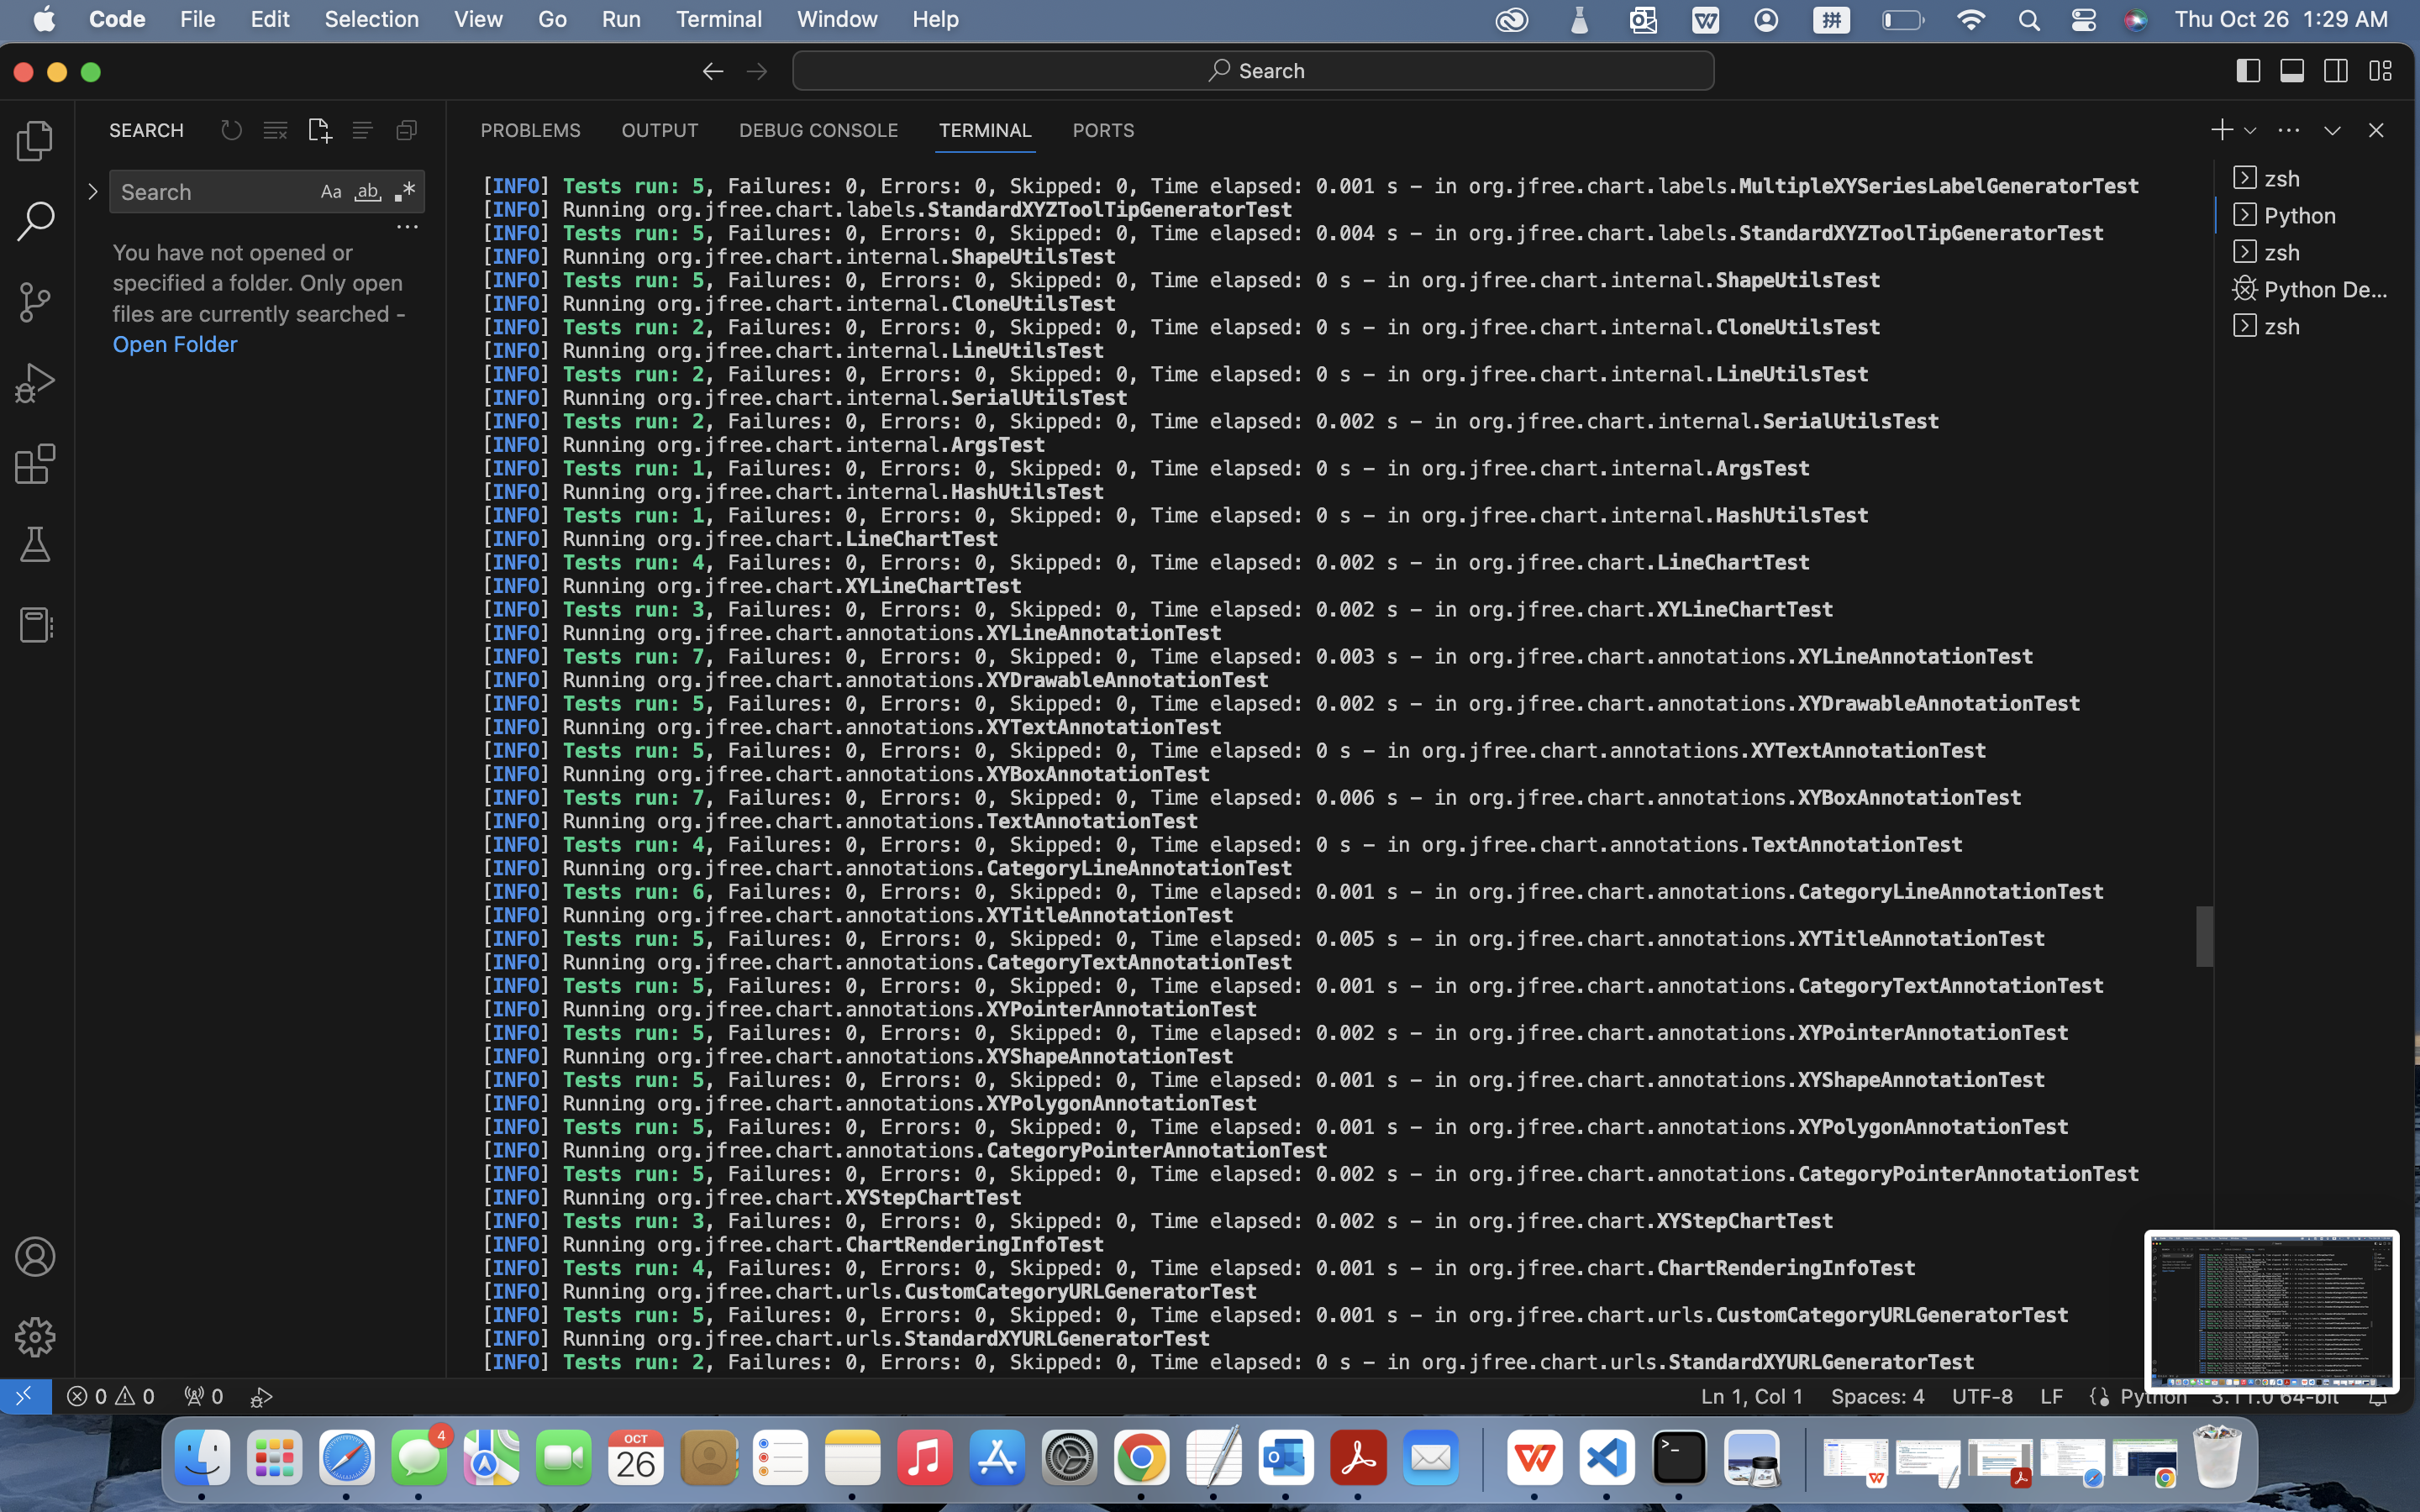 Code File Edit Selection View Go Run Terminal Window Help 拼 Thu Oct 26 1:29 AM
Search
SEARCH
Search Aa ab
You have not opened or
specified a folder. Only open
files are currently searched -
Open Folder
PROBLEMS OUTPUT DEBUG CONSOLE TERMINAL PORTS
[INFO] Tests run: 5, Failures: 0, Errors: 0, Skipped: 0, Time elapsed: 0.001 s - in org.jfree.chart.labels.MultipleXYSeriesLabelGeneratorTest
[INFO] Running org.jfree.chart.labels.StandardXYZToolTipGeneratorTest
[INFO] Tests run: 5, Failures: 0, Errors: 0, Skipped: 0, Time elapsed: 0.004 s - in org.jfree.chart.labels.StandardXYZToolTipGeneratorTest
[INFO] Running org.jfree.chart.internal.ShapeUtilsTest
[INFO] Tests run: 5, Failures: 0, Errors: 0, Skipped: 0, Time elapsed: 0 s - in org.jfree.chart.internal.ShapeUtilsTest
[INFO] Running org.jfree.chart.internal.CloneUtilsTest
[INFO] Tests run: 2, Failures: 0, Errors: 0, Skipped: 0, Time elapsed: 0 s - in org.jfree.chart.internal.CloneUtilsTest
[INFO] Running org.jfree.chart.internal.LineUtilsTest
[INFO] Tests run: 2, Failures: 0, Errors: 0, Skipped: 0, Time elapsed: 0 s - in org.jfree.chart.internal.LineUtilsTest
[INFO] Running org.jfree.chart.internal.SerialUtilsTest
[INFO] Tests run: 2, Failures: 0, Errors: 0, Skipped: 0, Time elapsed: 0.002 s - in org.jfree.chart.internal.SerialUtilsTest
[INFO] Running org.jfree.chart.internal.ArgsTest
[INFO] Tests run: 1, Failures: 0, Errors: 0, Skipped: 0, Time elapsed: 0 s - in org.jfree.chart.internal.ArgsTest
[INFO] Running org.jfree.chart.internal.HashUtilsTest
[INFO] Tests run: 1, Failures: 0, Errors: 0, Skipped: 0, Time elapsed: 0 s - in org.jfree.chart.internal.HashUtilsTest
[INFO] Running org.jfree.chart.LineChartTest
[INFO] Tests run: 4, Failures: 0, Errors: 0, Skipped: 0, Time elapsed: 0.002 s - in org.jfree.chart.LineChartTest
[INFO] Running org.jfree.chart.XYLineChartTest
[INFO] Tests run: 3, Failures: 0, Errors: 0, Skipped: 0, Time elapsed: 0.002 s - in org.jfree.chart.XYLineChartTest
[INFO] Running org.jfree.chart.annotations.XYLineAnnotationTest
[INFO] Tests run: 7, Failures: 0, Errors: 0, Skipped: 0, Time elapsed: 0.003 s - in org.jfree.chart.annotations.XYLineAnnotationTest
[INFO] Running org.jfree.chart.annotations.XYDrawableAnnotationTest
[INFO] Tests run: 5, Failures: 0, Errors: 0, Skipped: 0, Time elapsed: 0.002 s - in org.jfree.chart.annotations.XYDrawableAnnotationTest
[INFO] Running org.jfree.chart.annotations.XYTextAnnotationTest
[INFO] Tests run: 5, Failures: 0, Errors: 0, Skipped: 0, Time elapsed: 0 s - in org.jfree.chart.annotations.XYTextAnnotationTest
[INFO] Running org.jfree.chart.annotations.XYBoxAnnotationTest
[INFO] Tests run: 7, Failures: 0, Errors: 0, Skipped: 0, Time elapsed: 0.006 s - in org.jfree.chart.annotations.XYBoxAnnotationTest
[INFO] Running org.jfree.chart.annotations.TextAnnotationTest
[INFO] Tests run: 4, Failures: 0, Errors: 0, Skipped: 0, Time elapsed: 0 s - in org.jfree.chart.annotations.TextAnnotationTest
[INFO] Running org.jfree.chart.annotations.CategoryLineAnnotationTest
[INFO] Tests run: 6, Failures: 0, Errors: 0, Skipped: 0, Time elapsed: 0.001 s - in org.jfree.chart.annotations.CategoryLineAnnotationTest
[INFO] Running org.jfree.chart.annotations.XYTitleAnnotationTest
[INFO] Tests run: 5, Failures: 0, Errors: 0, Skipped: 0, Time elapsed: 0.005 s - in org.jfree.chart.annotations.XYTitleAnnotationTest
[INFO] Running org.jfree.chart.annotations.CategoryTextAnnotationTest
[INFO] Tests run: 5, Failures: 0, Errors: 0, Skipped: 0, Time elapsed: 0.001 s - in org.jfree.chart.annotations.CategoryTextAnnotationTest
[INFO] Running org.jfree.chart.annotations.XYPointerAnnotationTest
[INFO] Tests run: 5, Failures: 0, Errors: 0, Skipped: 0, Time elapsed: 0.002 s - in org.jfree.chart.annotations.XYPointerAnnotationTest
[INFO] Running org.jfree.chart.annotations.XYShapeAnnotationTest
[INFO] Tests run: 5, Failures: 0, Errors: 0, Skipped: 0, Time elapsed: 0.001 s - in org.jfree.chart.annotations.XYShapeAnnotationTest
[INFO] Running org.jfree.chart.annotations.XYPolygonAnnotationTest
[INFO] Tests run: 5, Failures: 0, Errors: 0, Skipped: 0, Time elapsed: 0.001 s - in org.jfree.chart.annotations.XYPolygonAnnotationTest
[INFO] Running org.jfree.chart.annotations.CategoryPointerAnnotationTest
[INFO] Tests run: 5, Failures: 0, Errors: 0, Skipped: 0, Time elapsed: 0.002 s - in org.jfree.chart.annotations.CategoryPointerAnnotationTest
[INFO] Running org.jfree.chart.XYStepChartTest
[INFO] Tests run: 3, Failures: 0, Errors: 0, Skipped: 0, Time elapsed: 0.002 s - in org.jfree.chart.XYStepChartTest
[INFO] Running org.jfree.chart.ChartRenderingInfoTest
[INFO] Tests run: 4, Failures: 0, Errors: 0, Skipped: 0, Time elapsed: 0.001 s - in org.jfree.chart.ChartRenderingInfoTest
[INFO] Running org.jfree.chart.urls.CustomCategoryURLGeneratorTest
[INFO] Tests run: 5, Failures: 0, Errors: 0, Skipped: 0, Time elapsed: 0.001 s - in org.jfree.chart.urls.CustomCategoryURLGeneratorTest
[INFO] Running org.jfree.chart.urls.StandardXYURLGeneratorTest
[INFO] Tests run: 2, Failures: 0, Errors: 0, Skipped: 0, Time elapsed: 0 s - in org.jfree.chart.urls.StandardXYURLGeneratorTest
zsh
Python
zsh
Python De...
zsh
0 0 0 Ln 1, Col 1 Spaces: 4 UTF-8 LF Python 3.11.0 64-bit
4
OCT
26